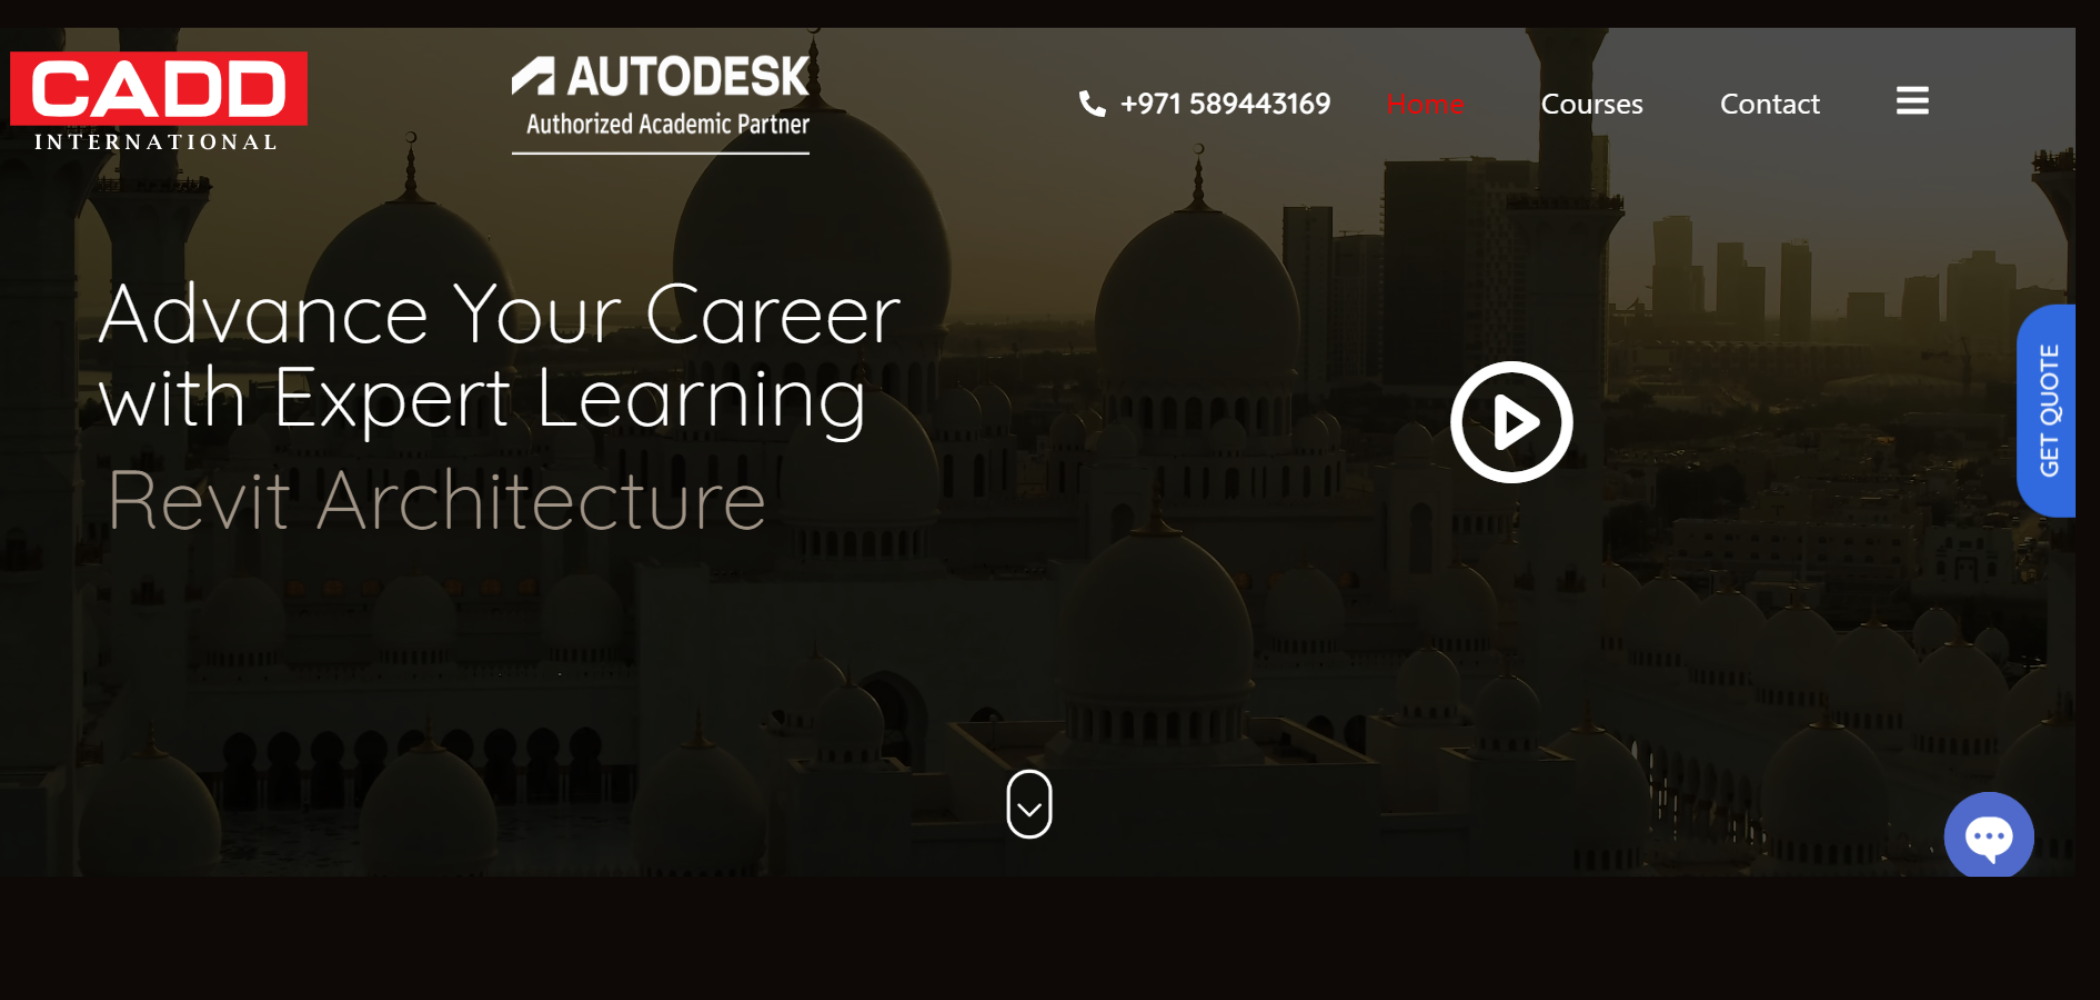 CADD
INTERNATIONAL
AUTODESK
Authorized Academic Partner
+971 589443169
Home
Courses
Contact
Advance Your Career
with Expert Learning
Revit Architecture
GET QUOTE